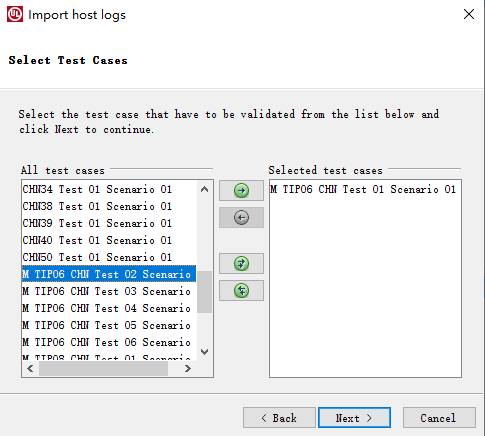 UL Import host logs
Select Test Cases
Select the test case that have to be validated from the list below and
click Next to continue.
All test cases
CHN34 Test 01 Scenario 01
CHN38 Test 01 Scenario 01
CHN39 Test 01 Scenario 01
CHN40 Test 01 Scenario 01
CHN50 Test 01 Scenario 01
M TIP06 CHN Test 02 Scenario
M TIP06 CHN Test 03 Scenario
M TIP06 CHN Test 04 Scenario
M TIP06 CHN Test 05 Scenario
M TIP06 CHN Test 06 Scenario
M TIP08 CHN Test 01 Scenario
Selected test cases
M TIP06 CHN Test 01 Scenario 01
< Back
Next >
Cancel